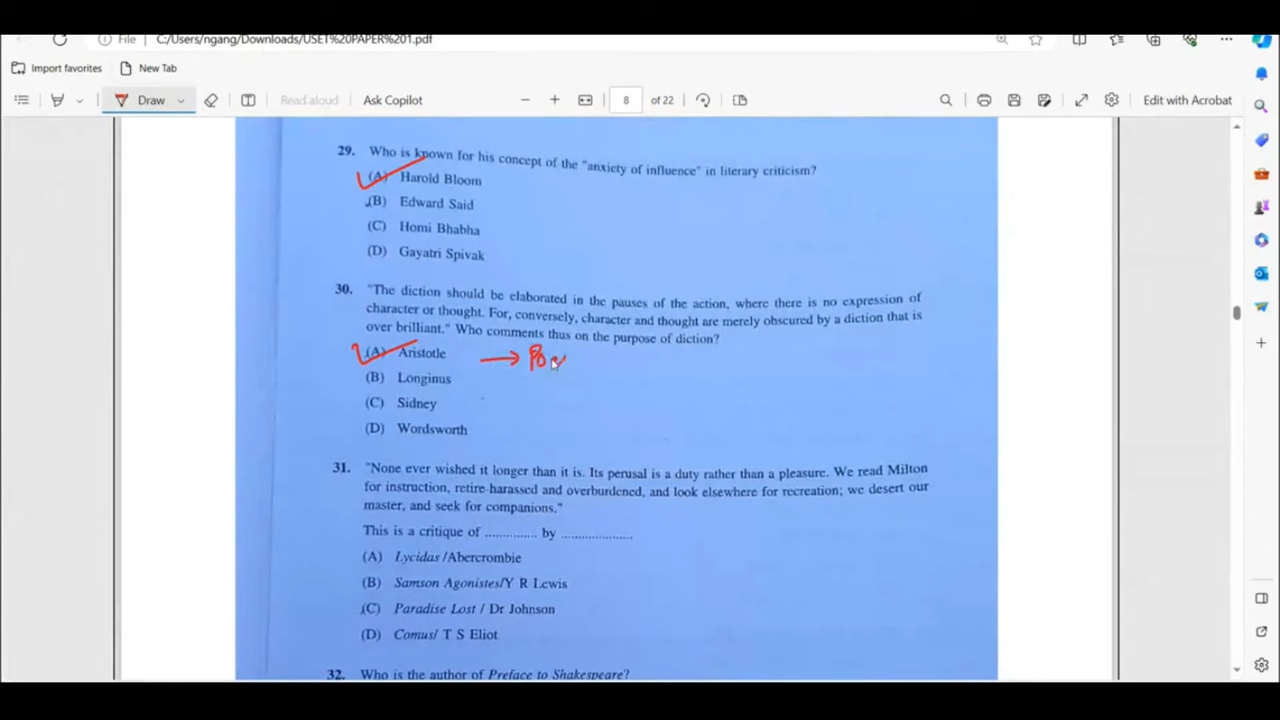 File C:/Users/ngang/Downloads/USET%20PAPER%201.pdf
Import favorites New Tab
Draw Read aloud Ask Copilot 8 of 22 Edit with Acrobat
29. Who is known for his concept of the "anxiety of influence" in literary criticism?
(A) Harold Bloom
(B) Edward Said
(C) Homi Bhabha
(D) Gayatri Spivak
30. "The diction should be elaborated in the pauses of the action, where there is no expression of
character or thought. For, conversely, character and thought are merely obscured by a diction that is
over brilliant." Who comments thus on the purpose of diction?
(A) Aristotle → Po
(B) Longinus
(C) Sidney
(D) Wordsworth
31. "None ever wished it longer than it is. Its perusal is a duty rather than a pleasure. We read Milton
for instruction, retire harassed and overburdened, and look elsewhere for recreation; we desert our
master, and seek for companions."
This is a critique of ............... by .....................
(A) Lycidas /Abercrombie
(B) Samson Agonistes/Y R Lewis
(C) Paradise Lost / Dr Johnson
(D) Comus/ T S Eliot
32. Who is the author of Preface to Shakespeare?